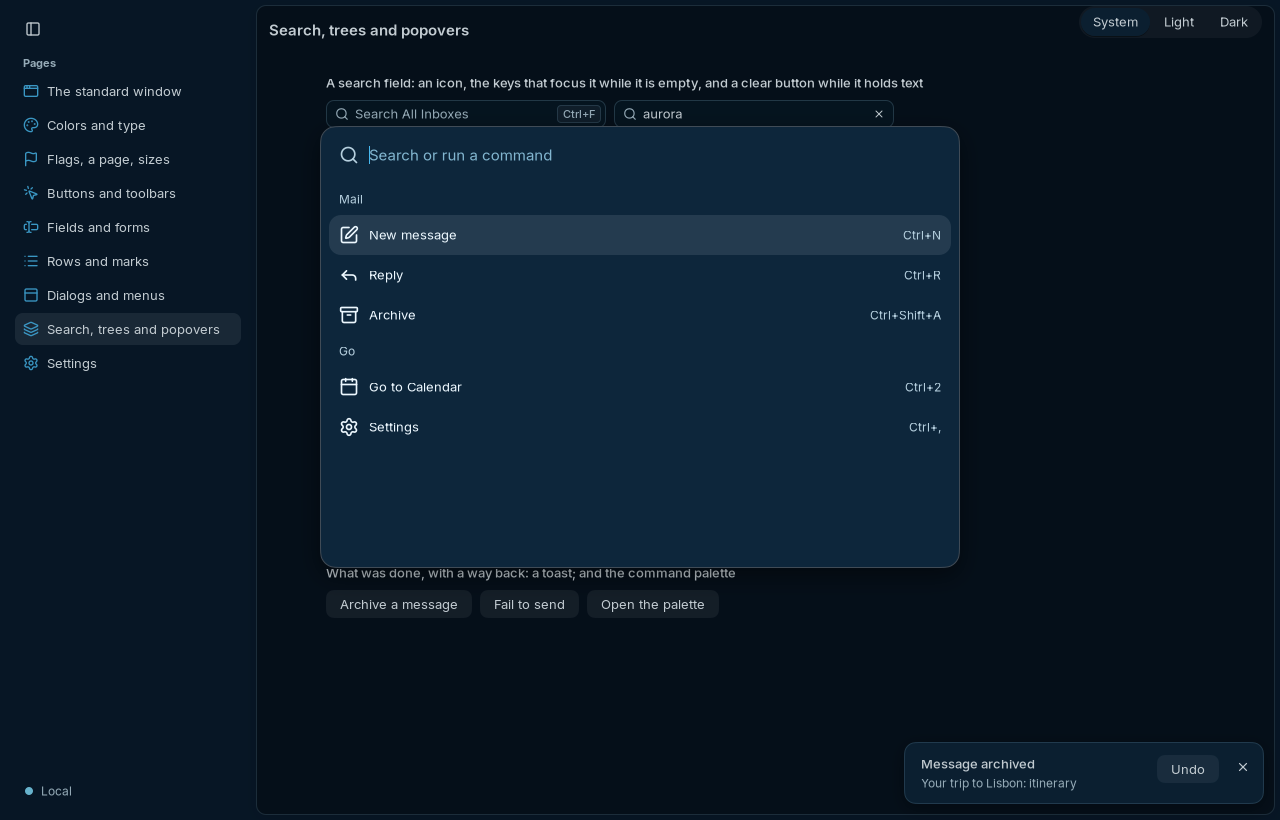 Pages
The standard window
Colors and type
Flags, a page, sizes
Buttons and toolbars
Fields and forms
Rows and marks
Dialogs and menus
Search, trees and popovers
Settings
Local
Search, trees and popovers
System Light Dark
A search field: an icon, the keys that focus it while it is empty, and a clear button while it holds text
Search All Inboxes Ctrl+F aurora
Search or run a command
Mail
New message Ctrl+N
Reply Ctrl+R
Archive Ctrl+Shift+A
Go
Go to Calendar Ctrl+2
Settings Ctrl+,
What was done, with a way back: a toast; and the command palette
Archive a message Fail to send Open the palette
Message archived
Your trip to Lisbon: itinerary
Undo